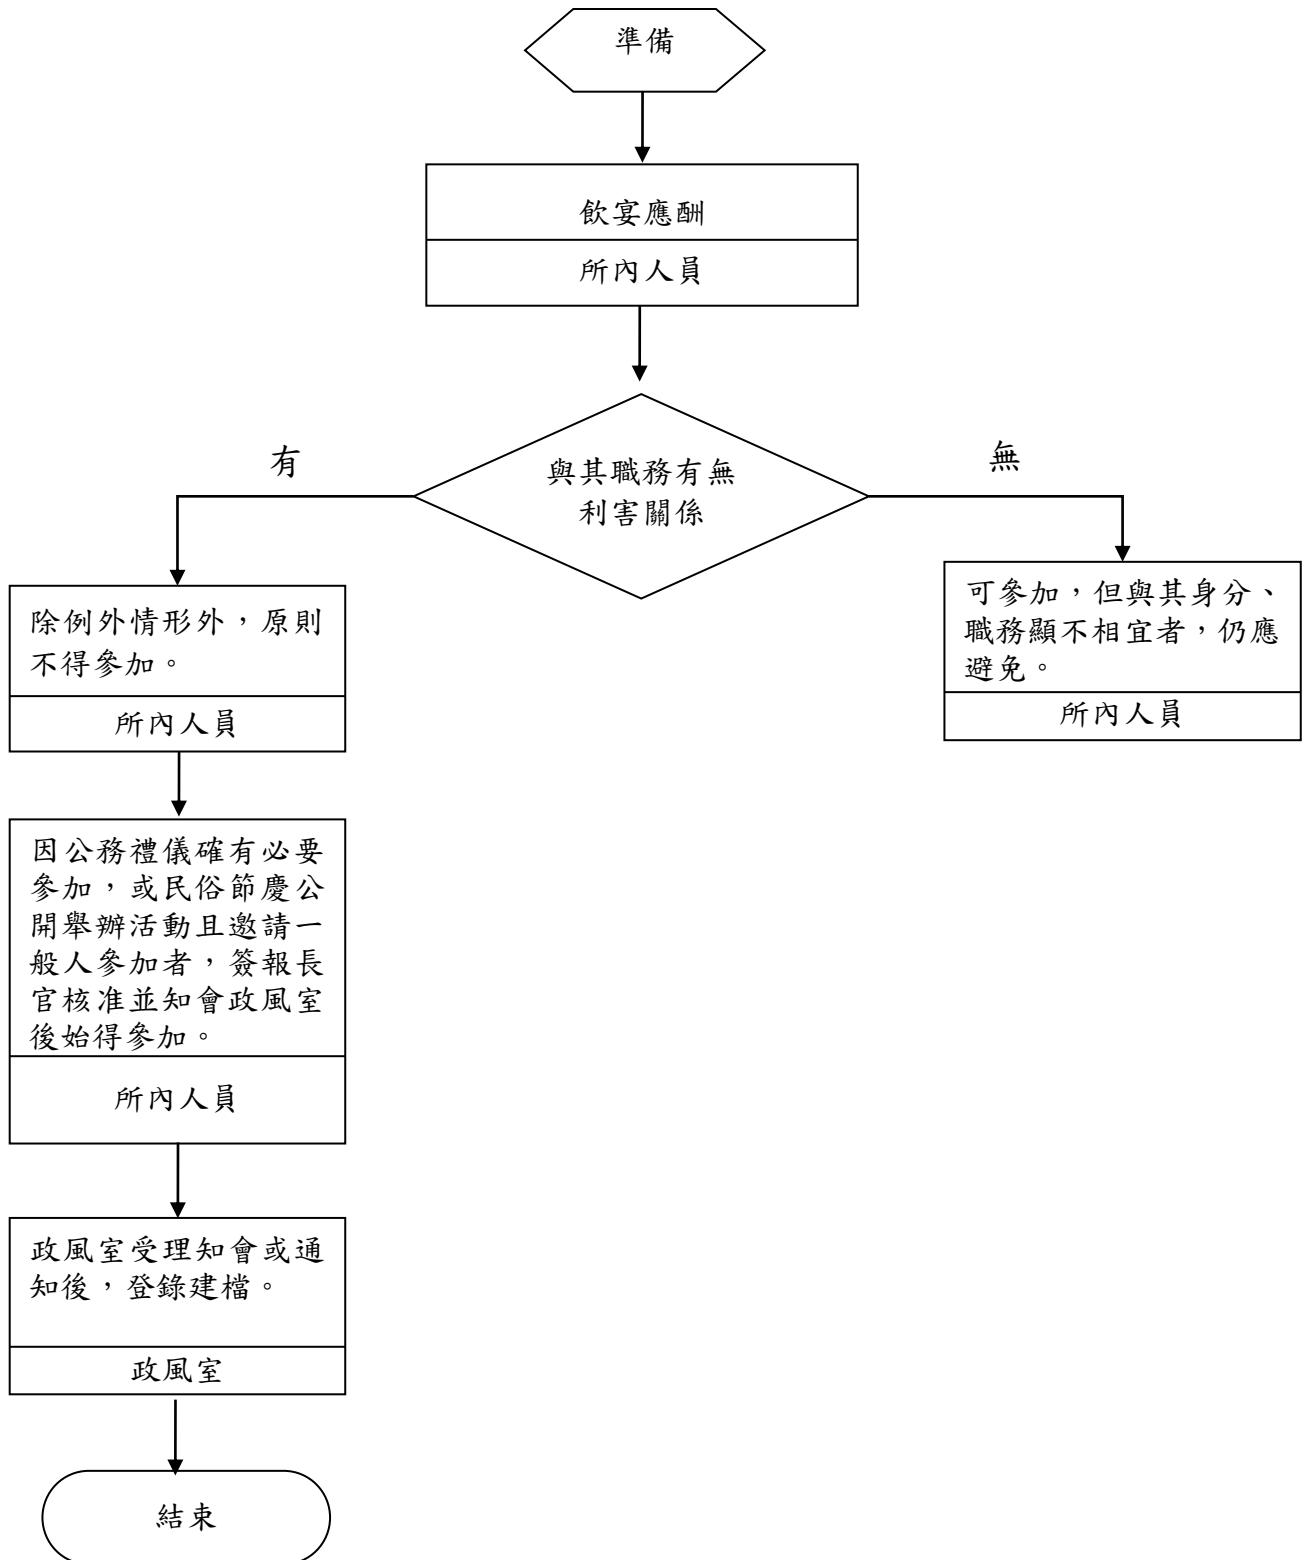 準備
飲宴應酬
所內人員
與其職務有無
利害關係
有
無
除例外情形外，原則
不得參加。
所內人員
可參加，但與其身分、
職務顯不相宜者，仍應
避免。
所內人員
因公務禮儀確有必要
參加，或民俗節慶公
開舉辦活動且邀請一
般人參加者，簽報長
官核准並知會政風室
後始得參加。
所內人員
政風室受理知會或通
知後，登錄建檔。
政風室
結束